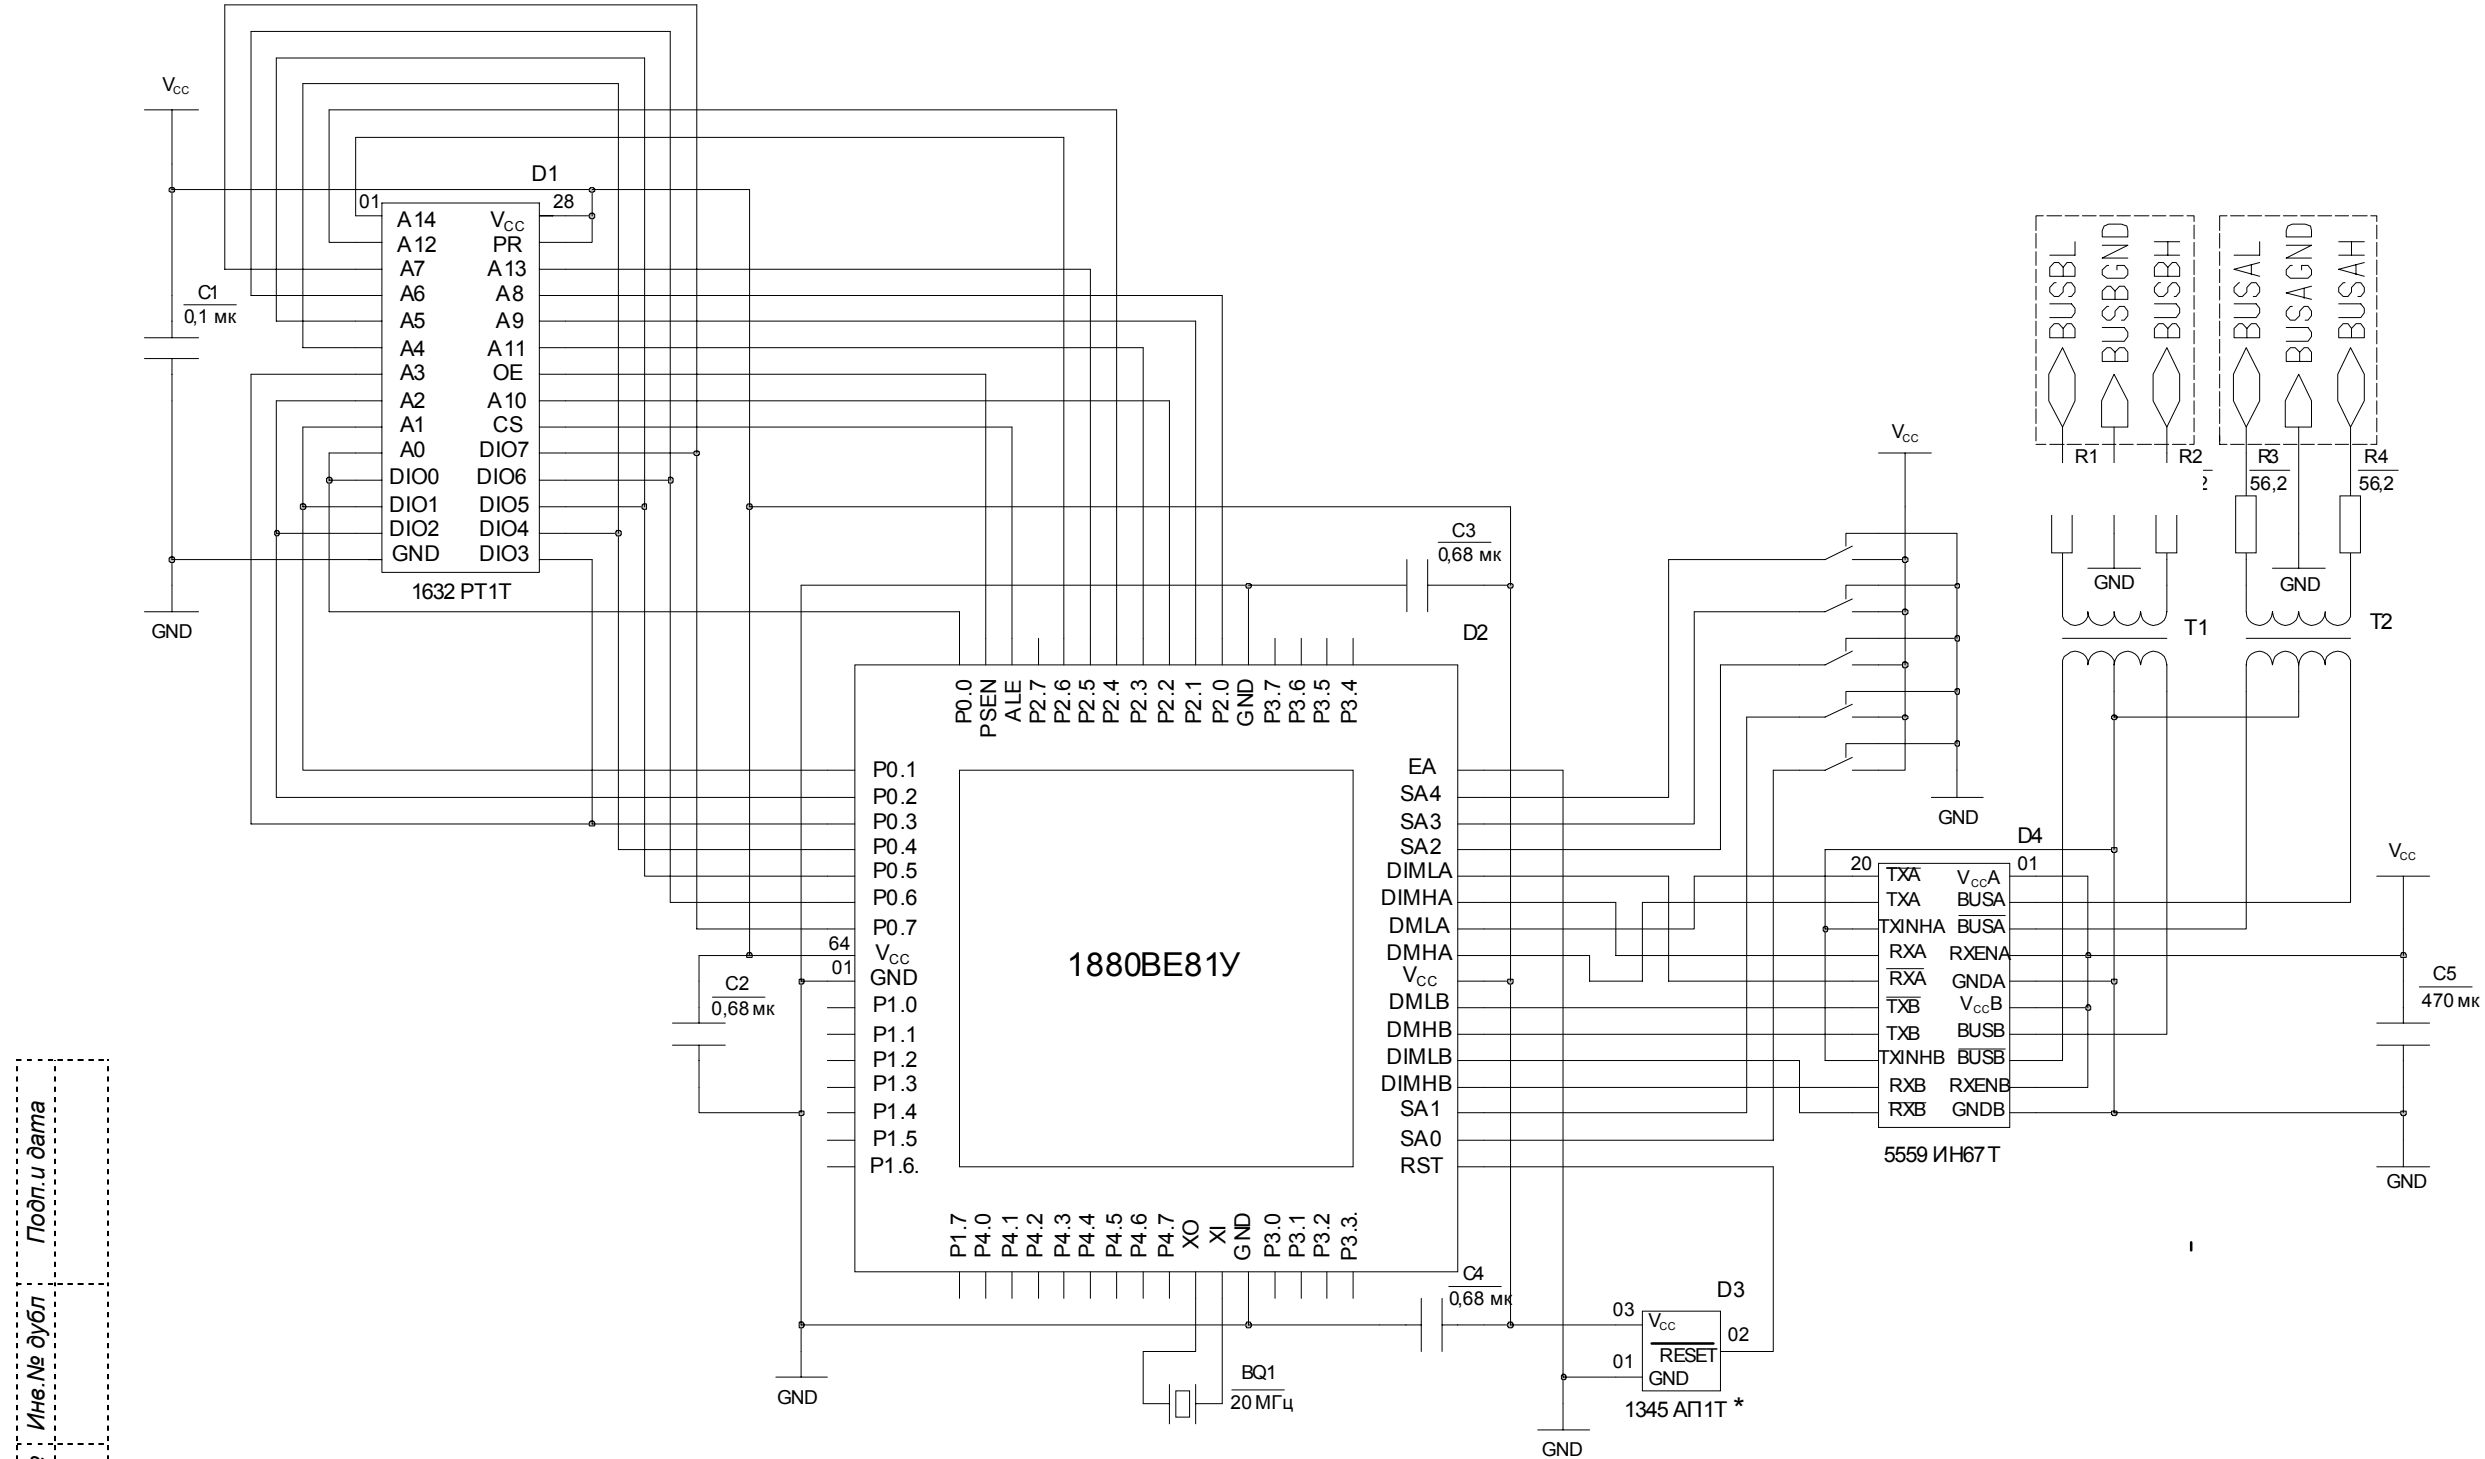 V_CC
D1
01
28
A14
V_CC
A12
PR
A7
A13
A6
A8
A5
A9
A4
A11
A3
OE
A2
A10
A1
CS
A0
DIO7
DIO0
DIO6
DIO1
DIO5
DIO2
DIO4
GND
DIO3
1632 РТ1Т
C1
0,1 мк
GND
C3
0,68 мк
D2
P0.0
PSEN
ALE
P2.7
P2.6
P2.5
P2.4
P2.3
P2.2
P2.1
P2.0
GND
P3.7
P3.6
P3.5
P3.4
P0.1
P0.2
P0.3
P0.4
P0.5
P0.6
P0.7
64
V_CC
01
GND
P1.0
P1.1
P1.2
P1.3
P1.4
P1.5
P1.6.
1880ВЕ81У
EA
SA4
SA3
SA2
DIMLA
DIMHA
DMLA
DMHA
V_CC
DMLB
DMHB
DIMLB
DIMHB
SA1
SA0
RST
P1.7
P4.0
P4.1
P4.2
P4.3
P4.4
P4.5
P4.6
P4.7
XO
XI
GND
P3.0
P3.1
P3.2
P3.3.
C2
0,68 мк
GND
BQ1
20 МГц
C4
0,68 мк
D3
03
V_CC
02
RESET
01
GND
1345 АП1Т *
GND
V_CC
GND
BUSBL
BUSBGND
BUSBH
BUSAL
BUSAGND
BUSAH
R1
R2
R3
56,2
R4
56,2
GND
GND
T1
T2
D4
20
01
TXA
V_CCA
TXA
BUSA
TXINHA
BUSA
RXA
RXENA
RXA
GNDA
TXB
V_CCB
TXB
BUSB
TXINHB
BUSB
RXB
RXENB
RXB
GNDB
5559 ИН67Т
V_CC
C5
470 мк
GND
Подп.и дата
Инв.№ дубл